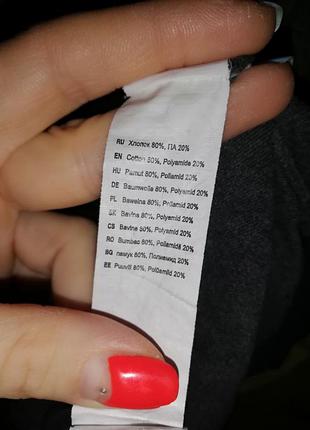 RU Хлопок 80%, ПА 20%
EN Cotton 80%, Polyamide 20%
HU Pamut 80%, Poliamid 20%
DE Baumwolle 80%, Polyamid 20%
PL Bawełna 80%, Poliamid 20%
SK Bavlna 80%, Polyamid 20%
CS Bavlna 80%, Polyamid 20%
RO Bumbac 80%, Poliamidă 20%
BG памук 80%, Полиамид 20%
EE Puuvill 80%, Polüamiid 20%